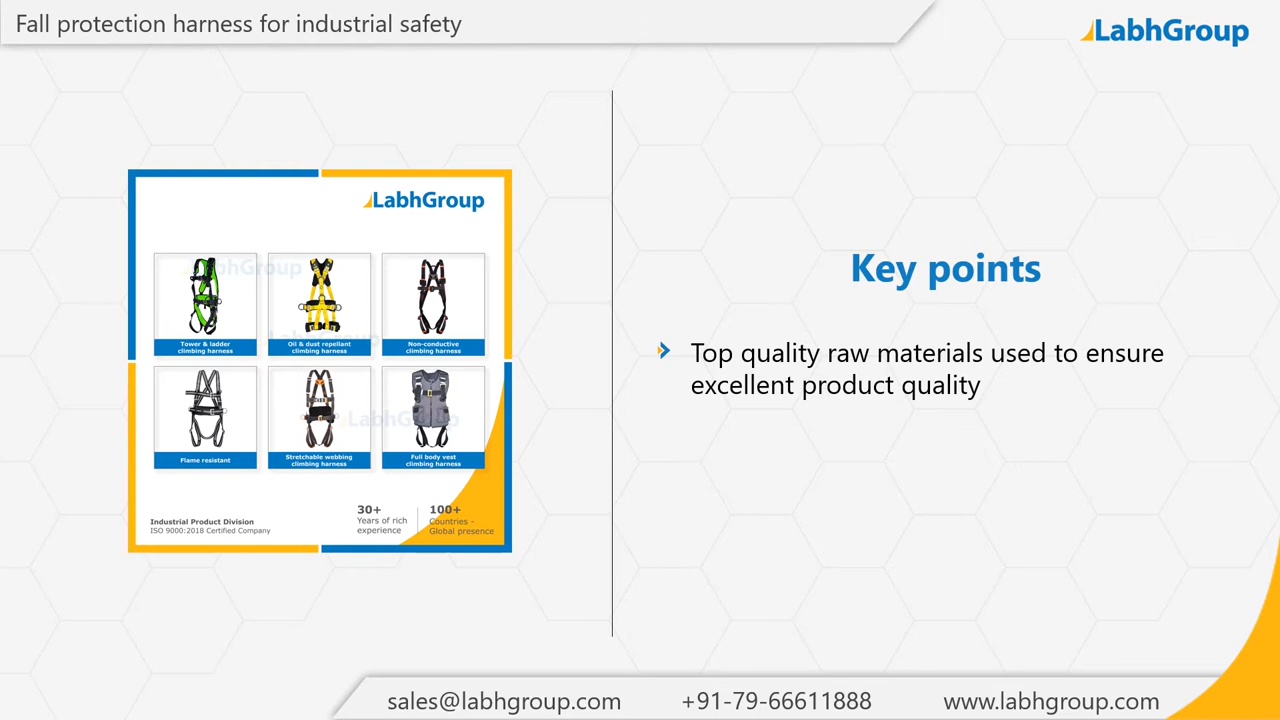 Fall protection harness for industrial safety
LabhGroup
LabhGroup
LabhGroup
Tower & ladder
climbing harness
Oil & dust repellant
climbing harness
Non-conductive
climbing harness
LabhGroup
Flame resistant
Stretchable webbing
climbing harness
Full body vest
climbing harness
Industrial Product Division
ISO 9000:2018 Certified Company
30+
Years of rich
experience
100+
Countries -
Global presence
Key points
Top quality raw materials used to ensure
excellent product quality
sales@labhgroup.com
+91-79-66611888
www.labhgroup.com